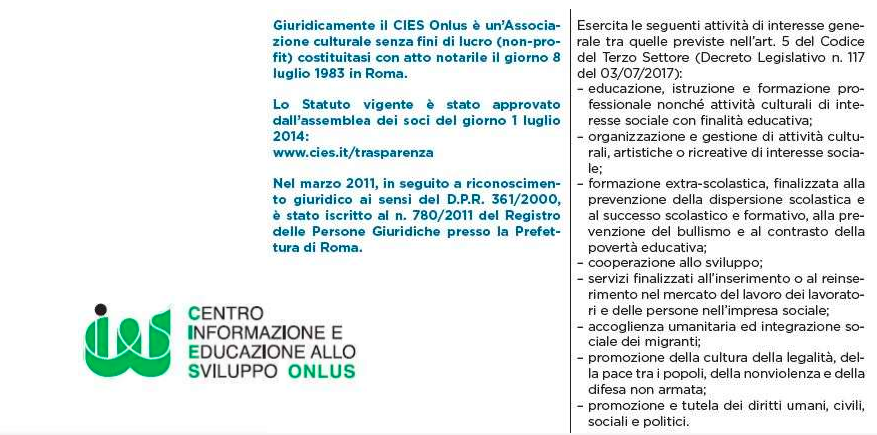 Giuridicamente il CIES Onlus è un'Associa-
zione culturale senza fini di lucro (non-pro-
fit) costituitasi con atto notarile il giorno 8
luglio 1983 in Roma.
Lo Statuto vigente è stato approvato
dall'assemblea dei soci del giorno 1 luglio
2014:
www.cies.it/trasparenza
Nel marzo 2011, in seguito a riconoscimen-
to giuridico ai sensi del D.P.R. 361/2000,
è stato iscritto al n. 780/2011 del Registro
delle Persone Giuridiche presso la Prefet-
tura di Roma.
cies
CENTRO
INFORMAZIONE E
EDUCAZIONE ALLO
SVILUPPO ONLUS
Esercita le seguenti attività di interesse gene-
rale tra quelle previste nell'art. 5 del Codice
del Terzo Settore (Decreto Legislativo n. 117
del 03/07/2017):
– educazione, istruzione e formazione pro-
fessionale nonché attività culturali di inte-
resse sociale con finalità educativa;
– organizzazione e gestione di attività cultu-
rali, artistiche o ricreative di interesse socia-
le;
– formazione extra-scolastica, finalizzata alla
prevenzione della dispersione scolastica e
al successo scolastico e formativo, alla pre-
venzione del bullismo e al contrasto della
povertà educativa;
– cooperazione allo sviluppo;
– servizi finalizzati all'inserimento o al reinse-
rimento nel mercato del lavoro dei lavorato-
ri e delle persone nell'impresa sociale;
– accoglienza umanitaria ed integrazione so-
ciale dei migranti;
– promozione della cultura della legalità, del-
la pace tra i popoli, della nonviolenza e della
difesa non armata;
– promozione e tutela dei diritti umani, civili,
sociali e politici.